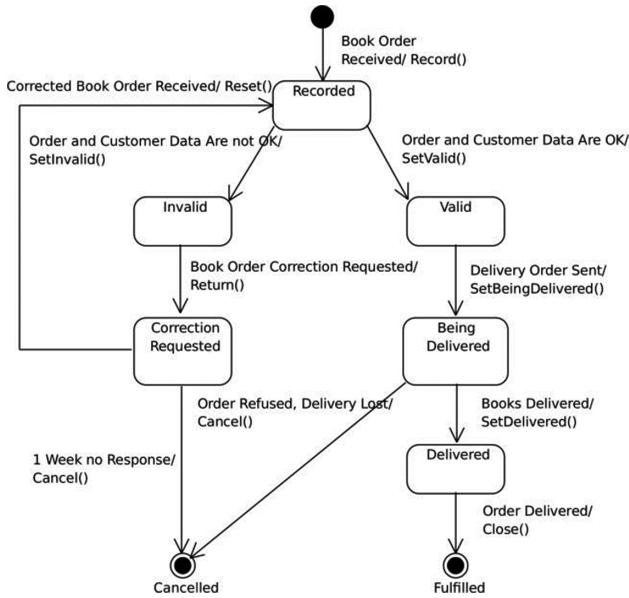 Book Order
Received/ Record()
Corrected Book Order Received/ Reset()
Recorded
Order and Customer Data Are not OK/
SetInvalid()
Order and Customer Data Are OK/
SetValid()
Invalid
Valid
Book Order Correction Requested/
Return()
Delivery Order Sent/
SetBeingDelivered()
Correction
Requested
Being
Delivered
Order Refused, Delivery Lost/
Cancel()
Books Delivered/
SetDelivered()
1 Week no Response/
Cancel()
Delivered
Order Delivered/
Close()
Cancelled
Fulfilled